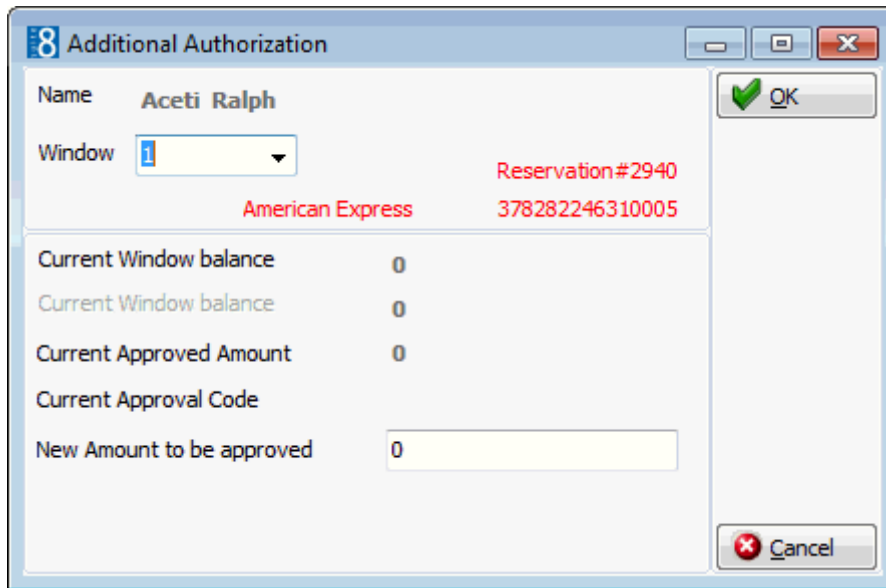 8 Additional Authorization
Name Aceti Ralph
OK
Window 1
Reservation#2940
American Express 378282246310005
Current Window balance 0
Current Window balance 0
Current Approved Amount 0
Current Approval Code
New Amount to be approved 0
Cancel